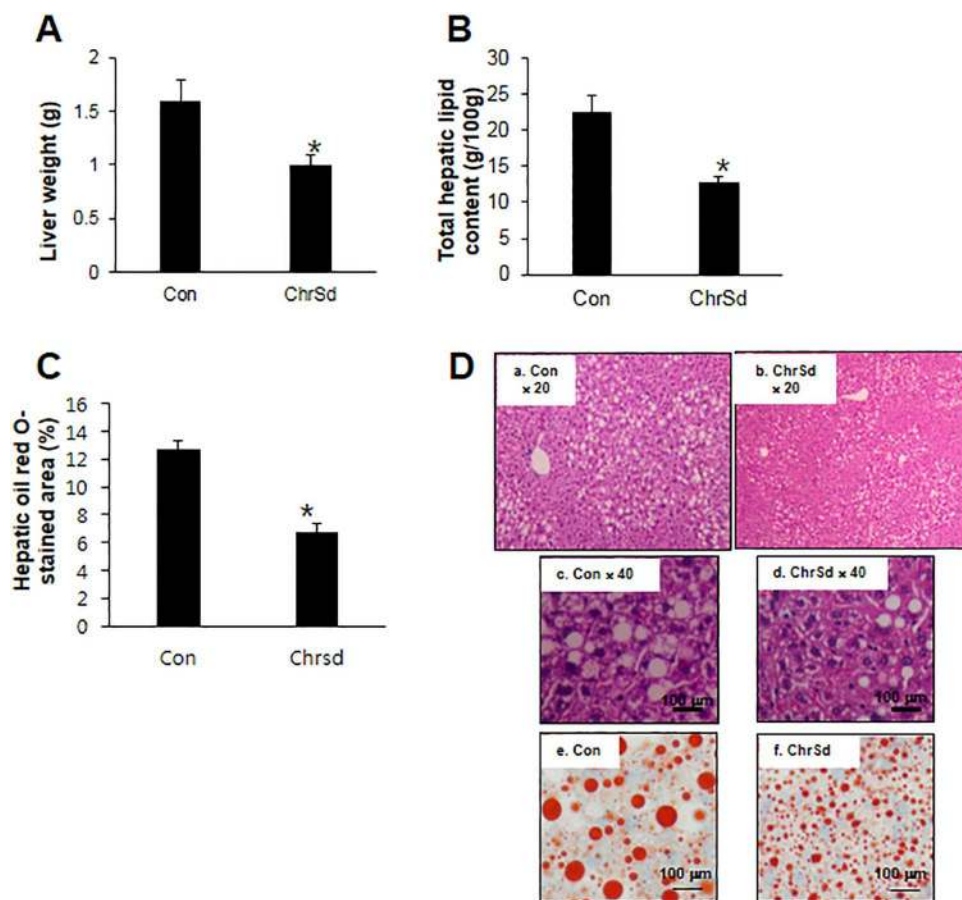 A
Liver weight (g)
2
1.5
1
0.5
0
*
Con
ChrSd
B
Total hepatic lipid
content (g/100g)
30
25
20
15
10
5
0
*
Con
ChrSd
C
Hepatic oil red O-
stained area (%)
16
14
12
10
8
6
4
2
0
*
Con
Chrsd
D
a. Con
× 20
b. ChrSd
× 20
c. Con × 40
100 µm
d. ChrSd × 40
100 µm
e. Con
100 µm
f. ChrSd
100 µm